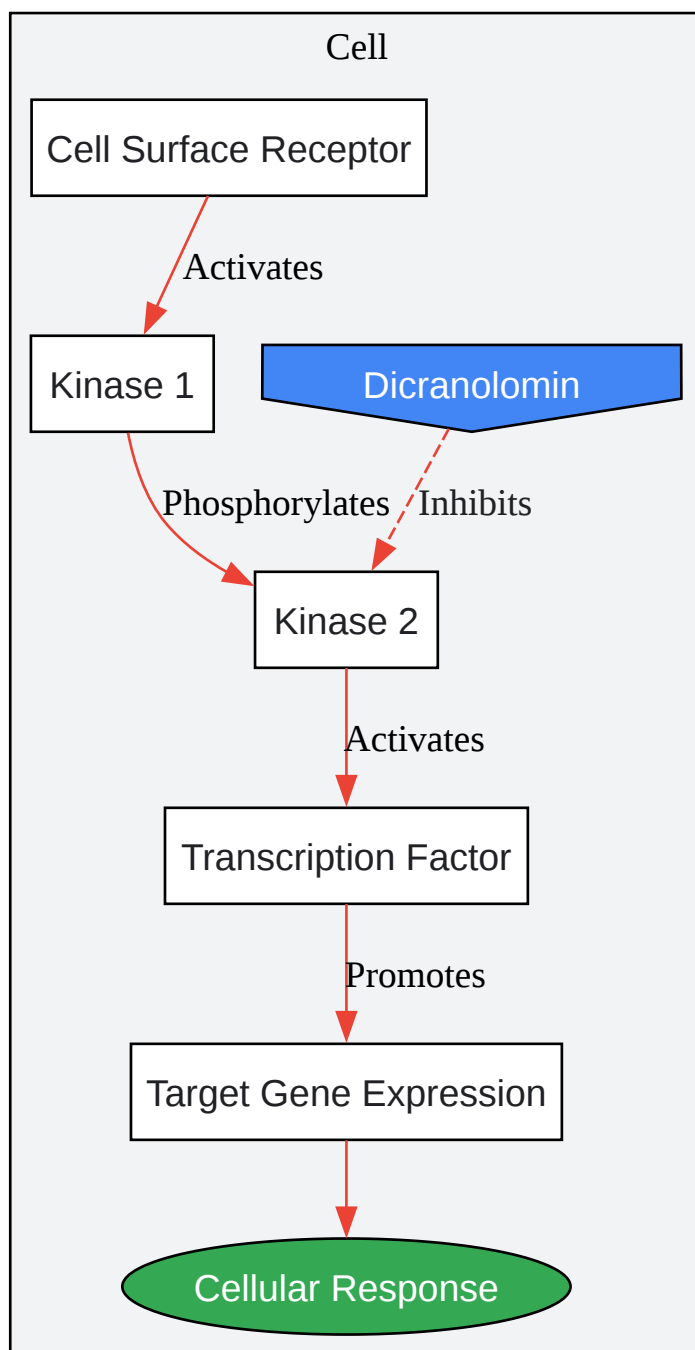 Cell
Cell Surface Receptor
Activates
Kinase 1
Dicranolomin
Phosphorylates
Inhibits
Kinase 2
Activates
Transcription Factor
Promotes
Target Gene Expression
Cellular Response